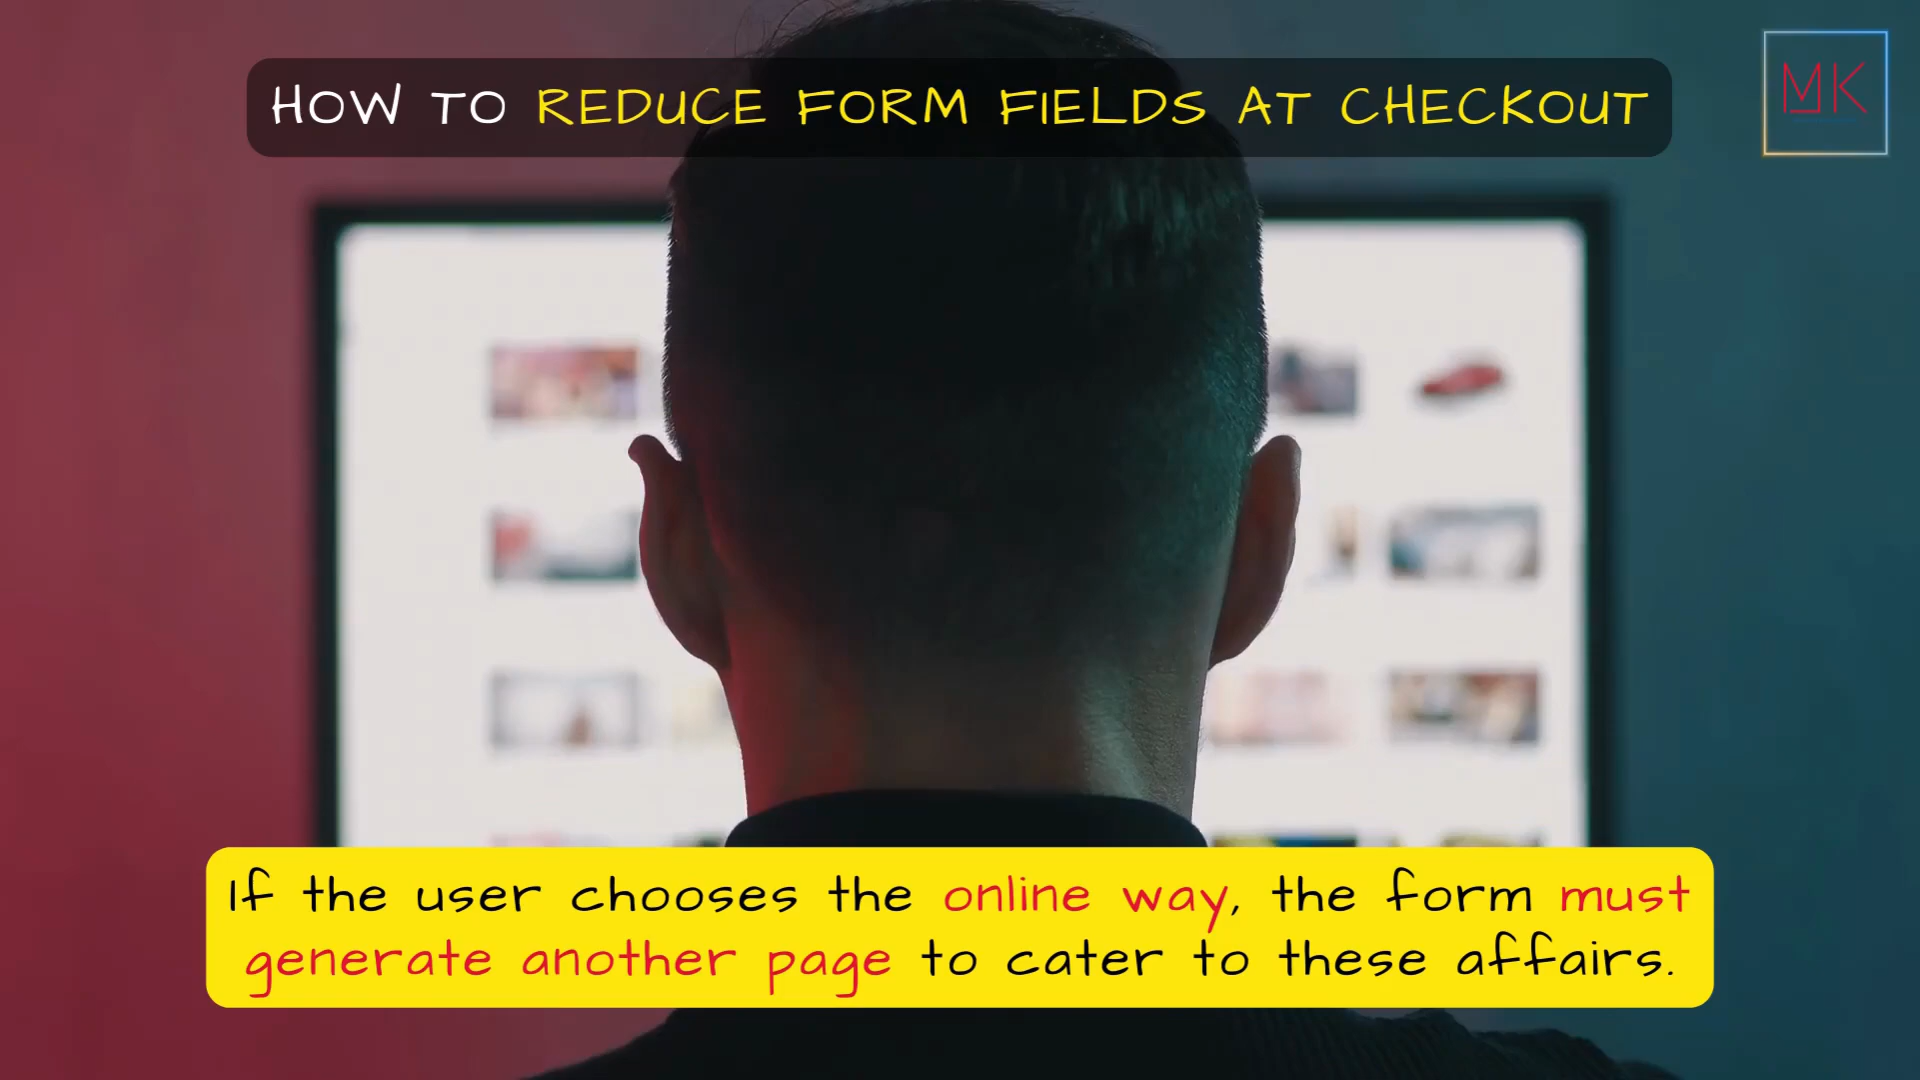 HOW TO REDUCE FORM FIELDS AT CHECKOUT
MK
If the user chooses the online way, the form must
generate another page to cater to these affairs.